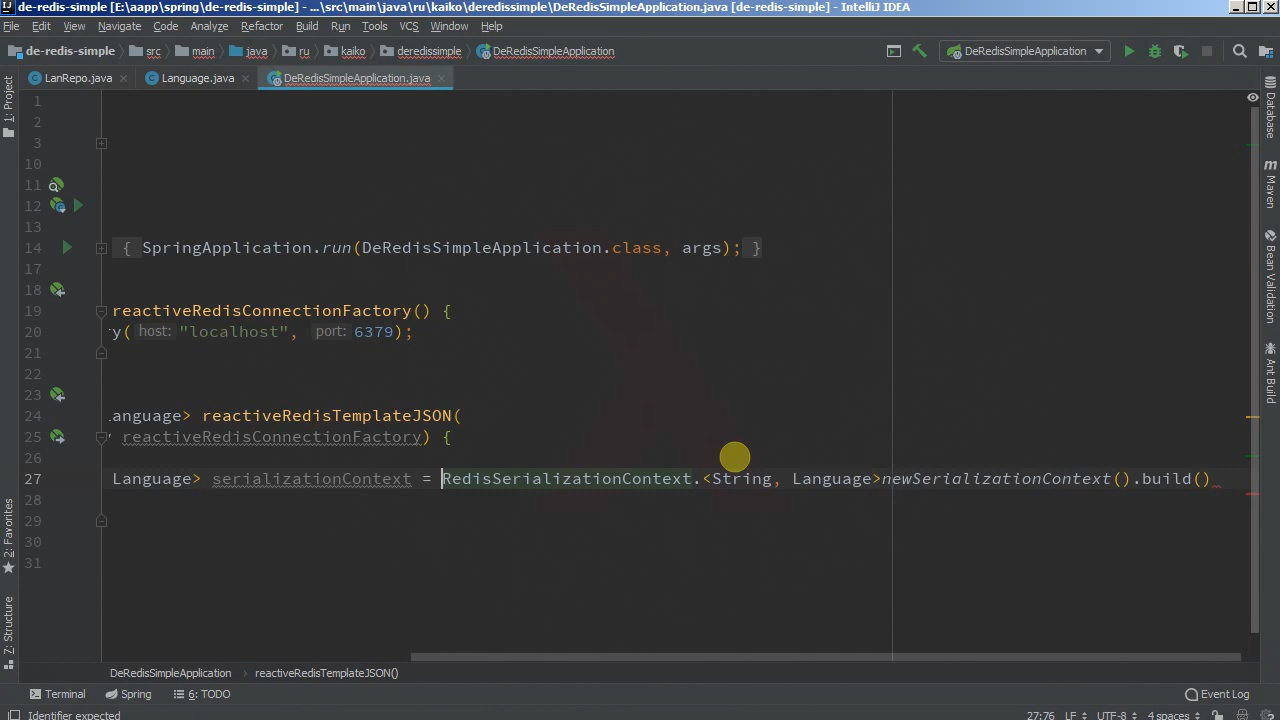 de-redis-simple [E:\aapp\spring\de-redis-simple] - ...\src\main\java\ru\kaiko\deredissimple\DeRedisSimpleApplication.java [de-redis-simple] - IntelliJ IDEA
File Edit View Navigate Code Analyze Refactor Build Run Tools VCS Window Help
de-redis-simple src main java ru kaiko deredissimple DeRedisSimpleApplication DeRedisSimpleApplication
LanRepo.java Language.java DeRedisSimpleApplication.java
1
2
3
10
11
12
13
14 { SpringApplication.run(DeRedisSimpleApplication.class, args); }
17
18
19 reactiveRedisConnectionFactory() {
20 y( host: "localhost", port: 6379);
21
22
23
24 anguage> reactiveRedisTemplateJSON(
25 reactiveRedisConnectionFactory) {
26
27 Language> serializationContext = RedisSerializationContext.<String, Language>newSerializationContext().build()
28
29
30
31
1: Project
2: Favorites
Z: Structure
Database
m Maven
Bean Validation
Ant Build
DeRedisSimpleApplication › reactiveRedisTemplateJSON()
Terminal Spring 6: TODO Event Log
Identifier expected 27:76 LF UTF-8 4 spaces